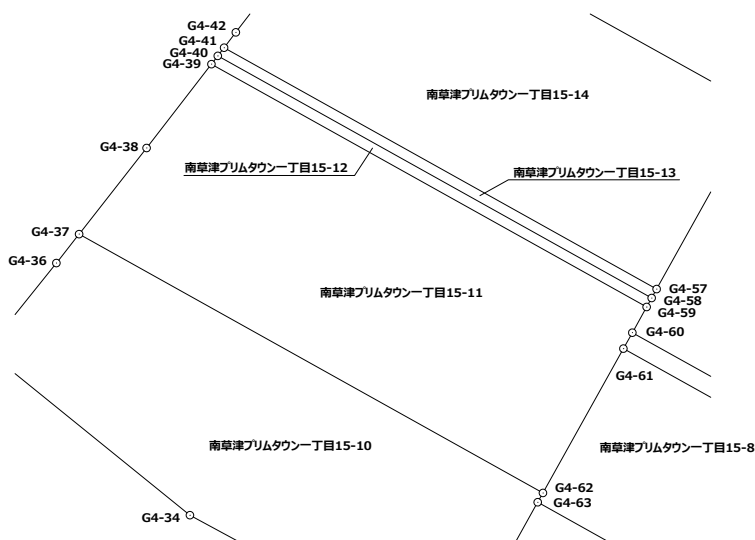 G4-42
G4-41
G4-40
G4-39
南草津プリムタウン一丁目15-14
G4-38
南草津プリムタウン一丁目15-12
南草津プリムタウン一丁目15-13
G4-37
G4-36
南草津プリムタウン一丁目15-11
G4-57
G4-58
G4-59
G4-60
G4-61
南草津プリムタウン一丁目15-10
南草津プリムタウン一丁目15-8
G4-62
G4-63
G4-34